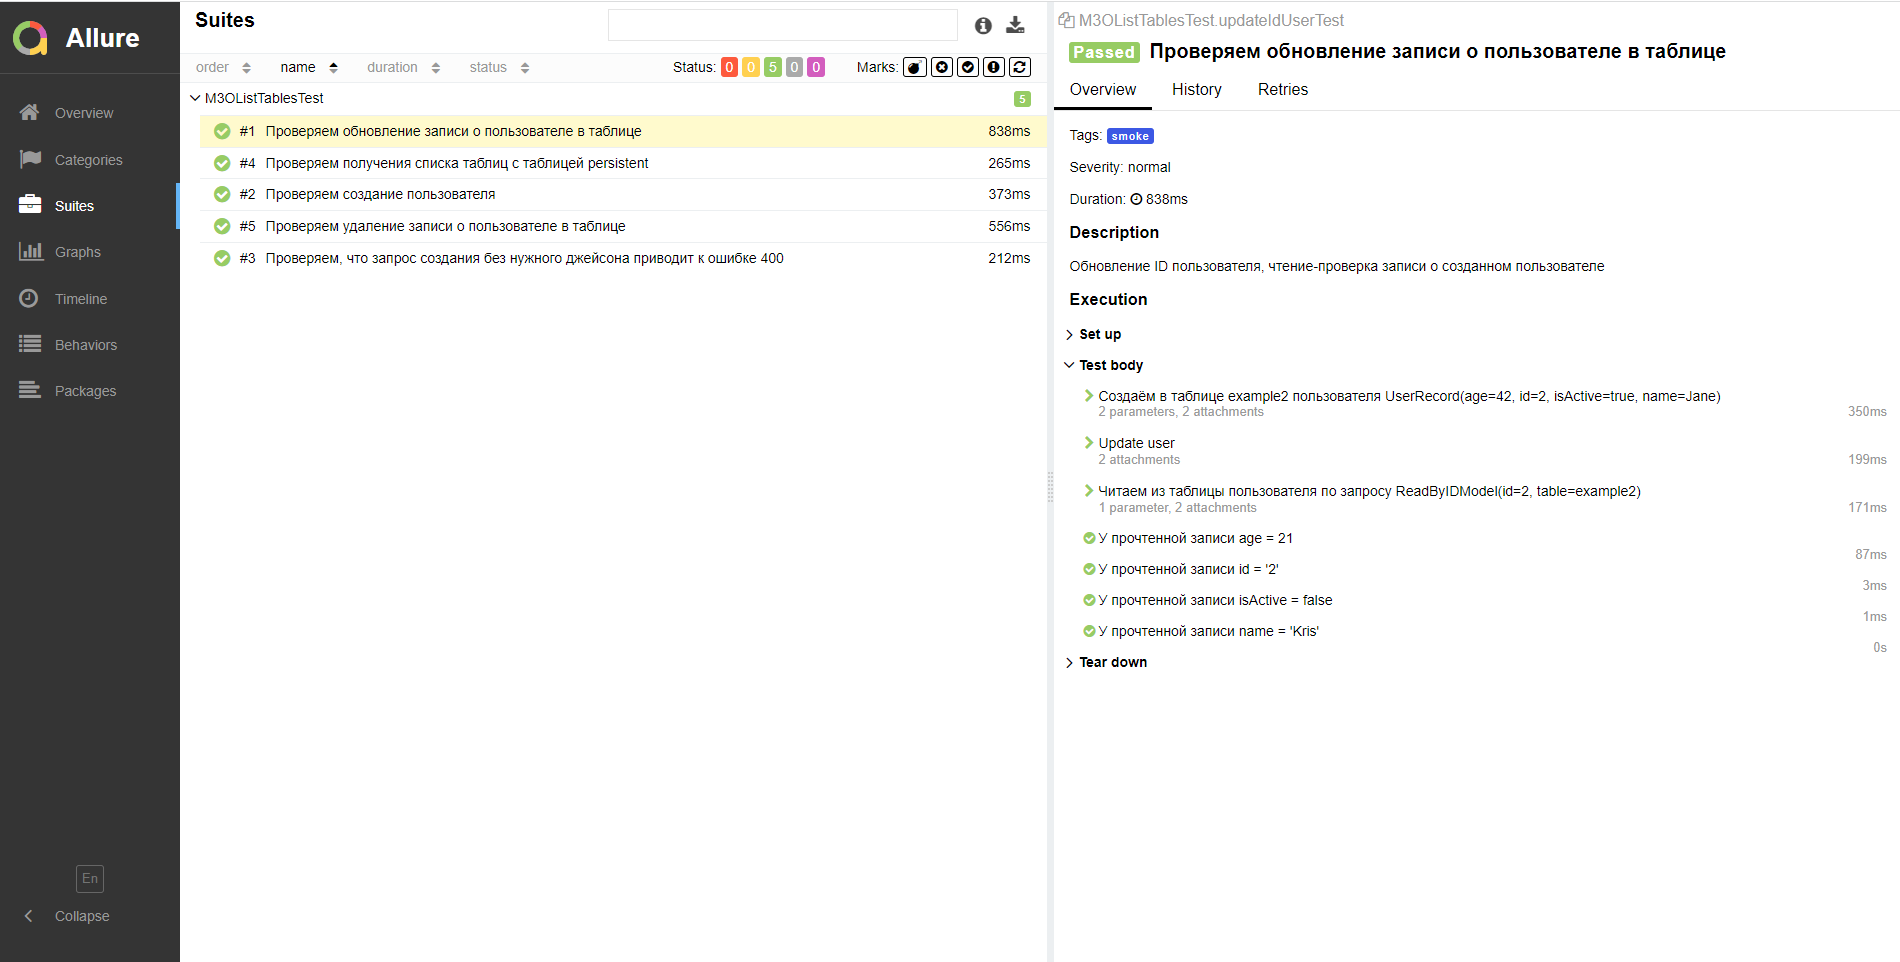 Allure
Overview
Categories
Suites
Graphs
Timeline
Behaviors
Packages
En
Collapse
Suites
order name duration status Status: 0 0 5 0 0 Marks:
M3OListTablesTest 5
#1 Проверяем обновление записи о пользователе в таблице 838ms
#4 Проверяем получения списка таблиц с таблицей persistent 265ms
#2 Проверяем создание пользователя 373ms
#5 Проверяем удаление записи о пользователе в таблице 556ms
#3 Проверяем, что запрос создания без нужного джейсона приводит к ошибке 400 212ms
M3OListTablesTest.updateIdUserTest
Passed Проверяем обновление записи о пользователе в таблице
Overview History Retries
Tags: smoke
Severity: normal
Duration: 838ms
Description
Обновление ID пользователя, чтение-проверка записи о созданном пользователе
Execution
Set up
Test body
Создаём в таблице example2 пользователя UserRecord(age=42, id=2, isActive=true, name=Jane)
2 parameters, 2 attachments 350ms
Update user
2 attachments 199ms
Читаем из таблицы пользователя по запросу ReadByIDModel(id=2, table=example2)
1 parameter, 2 attachments 171ms
У прочтенной записи age = 21
87ms
У прочтенной записи id = '2'
3ms
У прочтенной записи isActive = false
1ms
У прочтенной записи name = 'Kris'
0s
Tear down